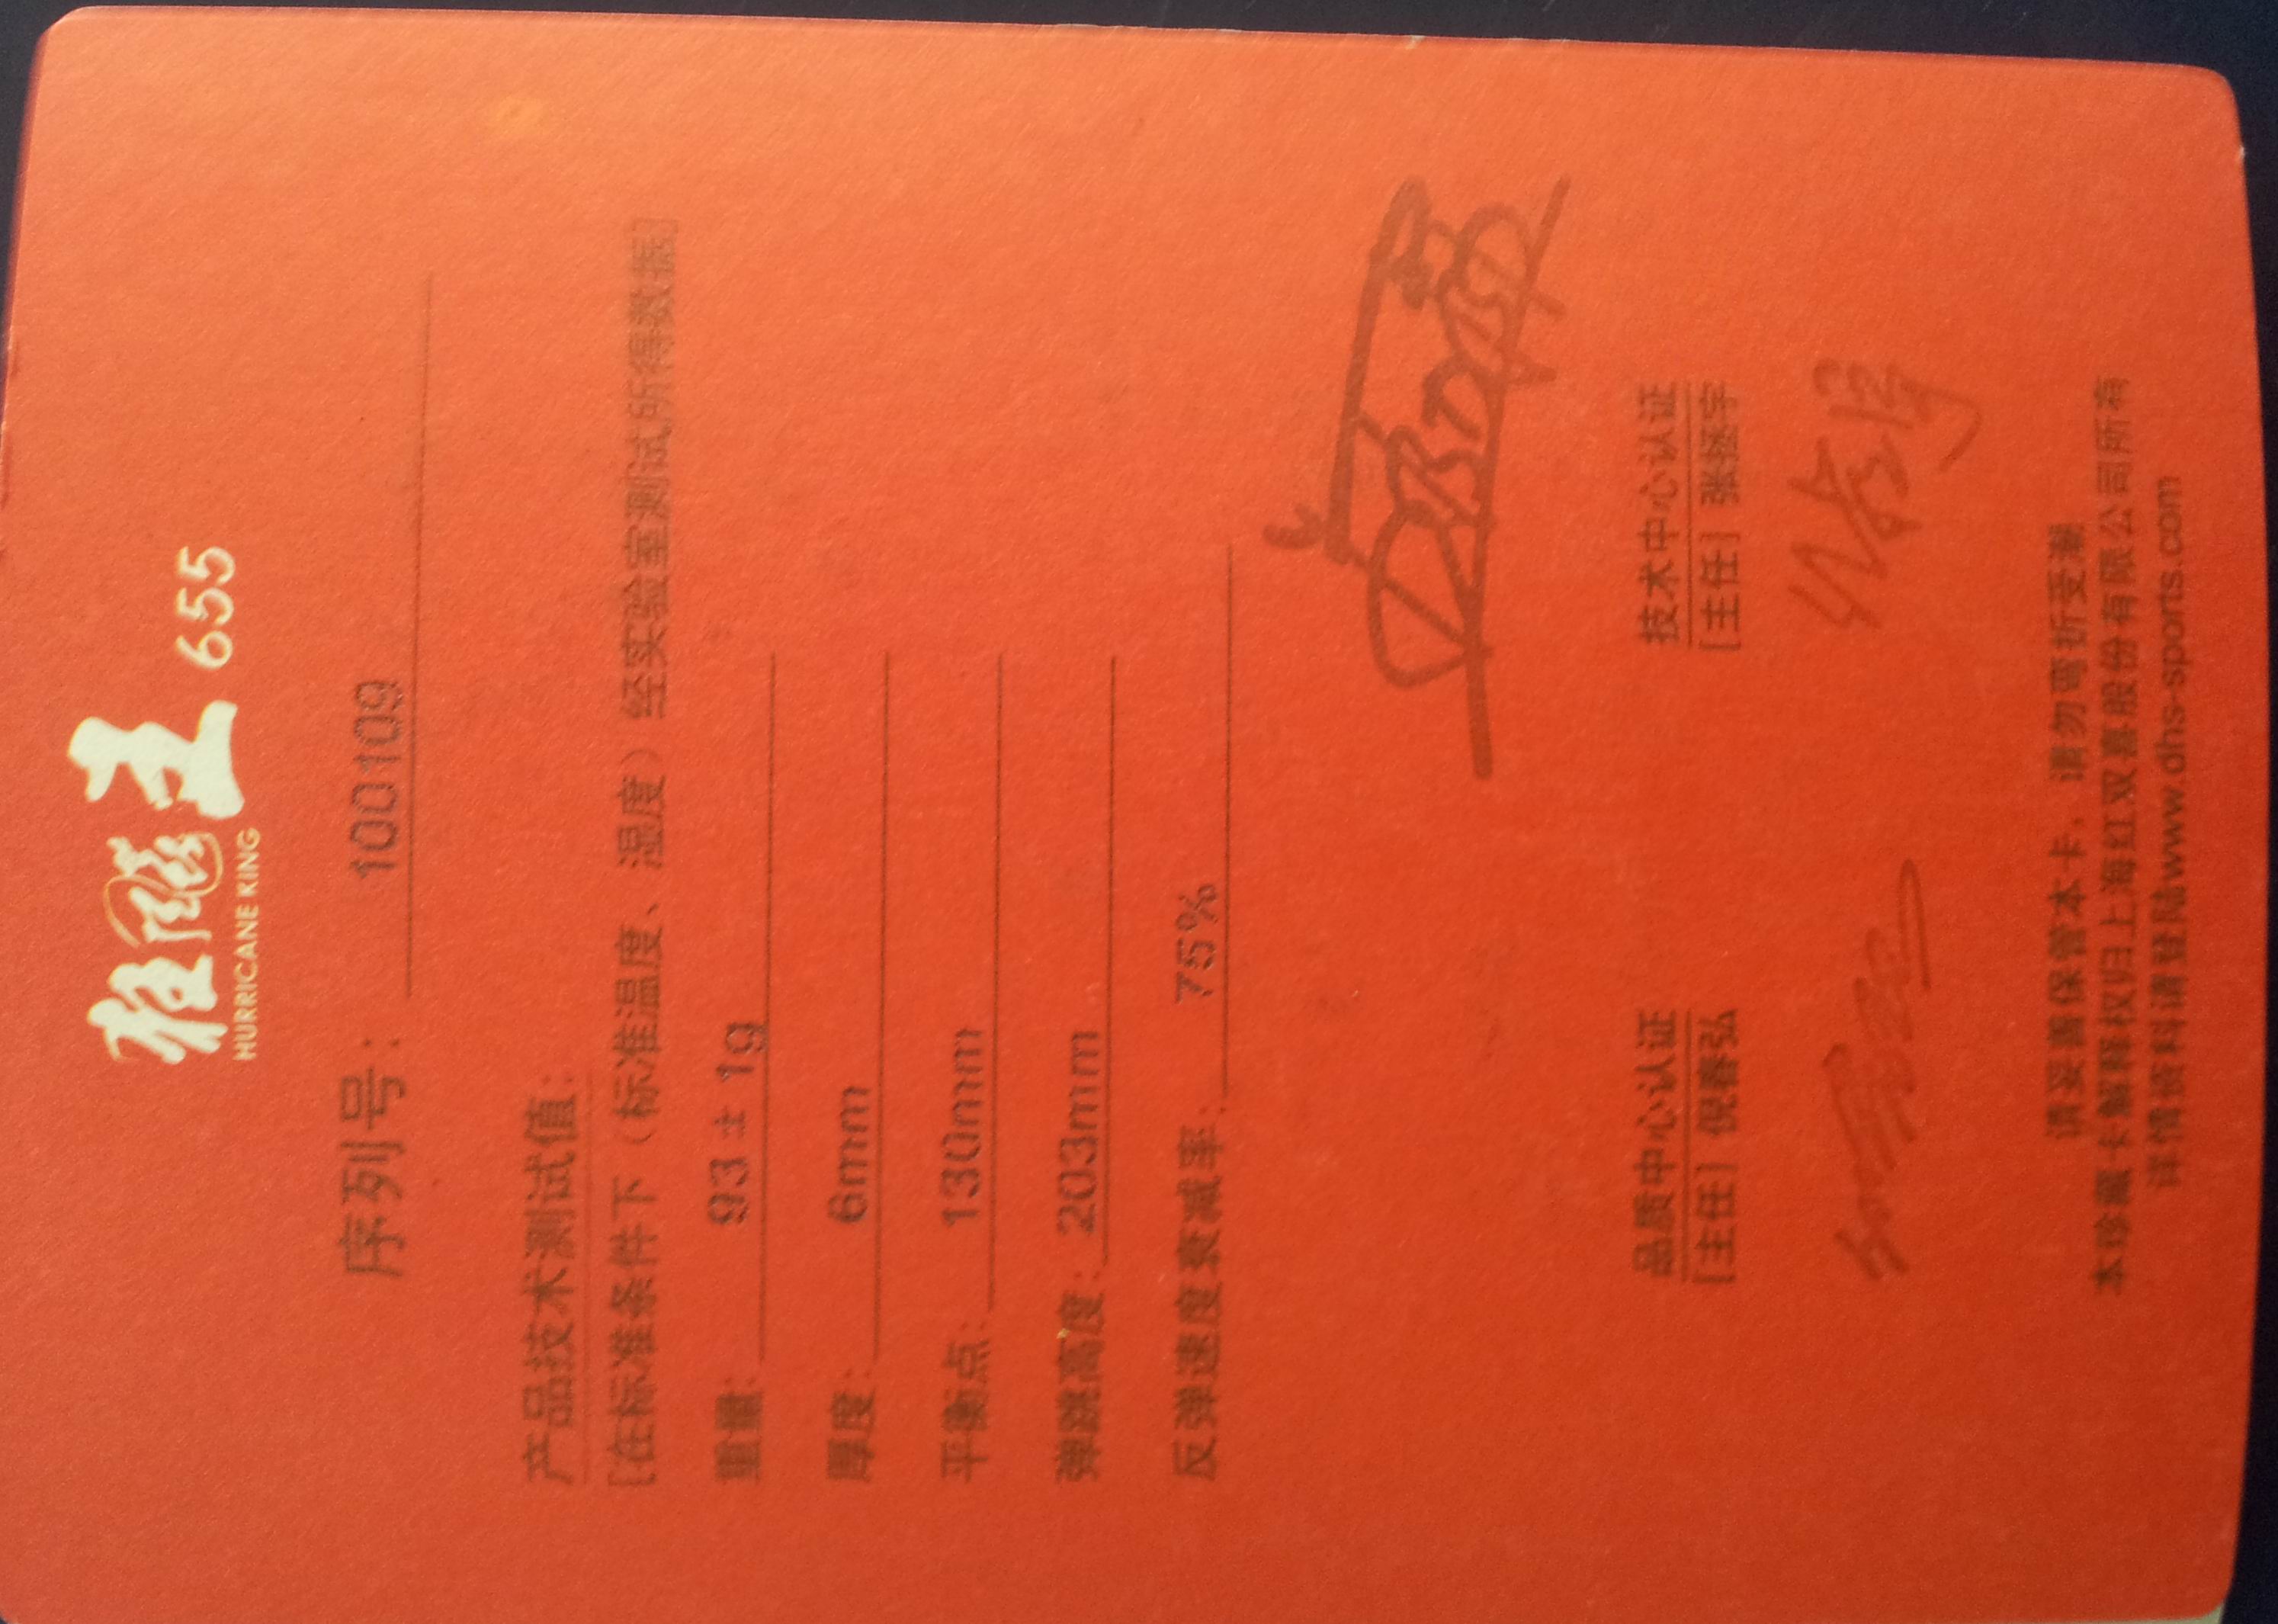 狂飚王 655
HURRICANE KING
序列号: 100109
产品技术测试值:
[在标准条件下（标准温度、湿度）经实验室测试所得数据]
重量: 93 ± 1g
厚度: 6mm
平衡点: 130mm
弹跳高度: 203mm
反弹速度衰减率: 75%
品质中心认证 技术中心认证
[主任] 倪春弘 [主任] 张拯宇
请妥善保管本卡，请勿弯折受潮
本珍藏卡解释权归上海红双喜股份有限公司所有
详情资料请登陆www.dhs-sports.com